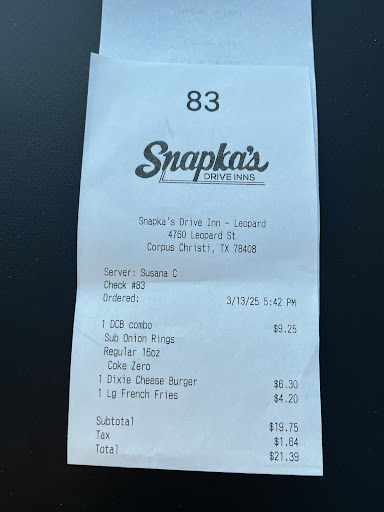 83
Snapka's
DRIVE INNS
Snapka's Drive Inn - Leopard
4760 Leopard St
Corpus Christi, TX 78408
Server: Susana C
Check #83
Ordered: 3/13/25 5:42 PM
1 DCB combo $9.25
Sub Onion Rings
Regular 16oz
Coke Zero
1 Dixie Cheese Burger $6.30
1 Lg French Fries $4.20
Subtotal $19.75
Tax $1.64
Total $21.39